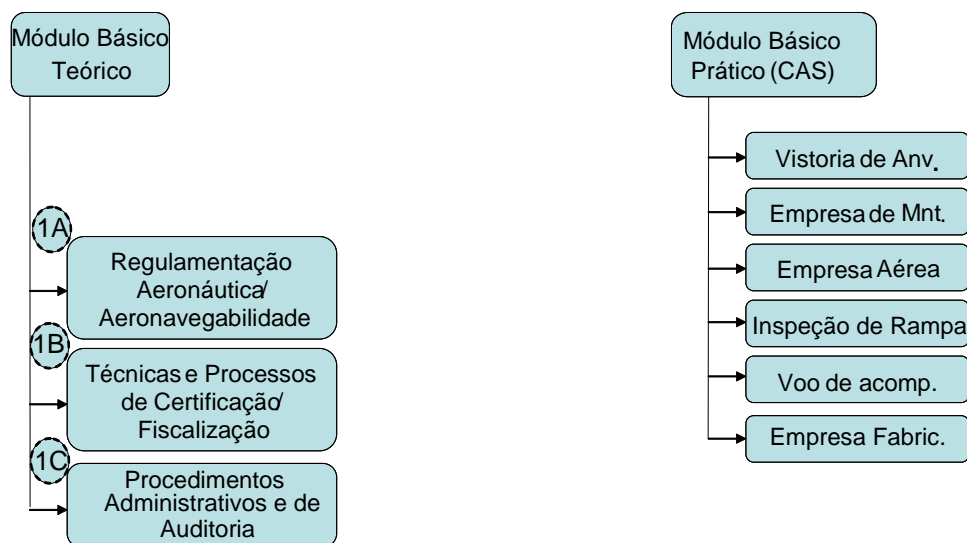 Módulo Básico
Teórico
1A
Regulamentação
Aeronáutica/
Aeronavegabilidade
1B
Técnicas e Processos
de Certificação/
Fiscalização
1C
Procedimentos
Administrativos e de
Auditoria
Módulo Básico
Prático (CAS)
Vistoria de Anv.
Empresa de Mnt.
Empresa Aérea
Inspeção de Rampa
Voo de acomp.
Empresa Fabric.